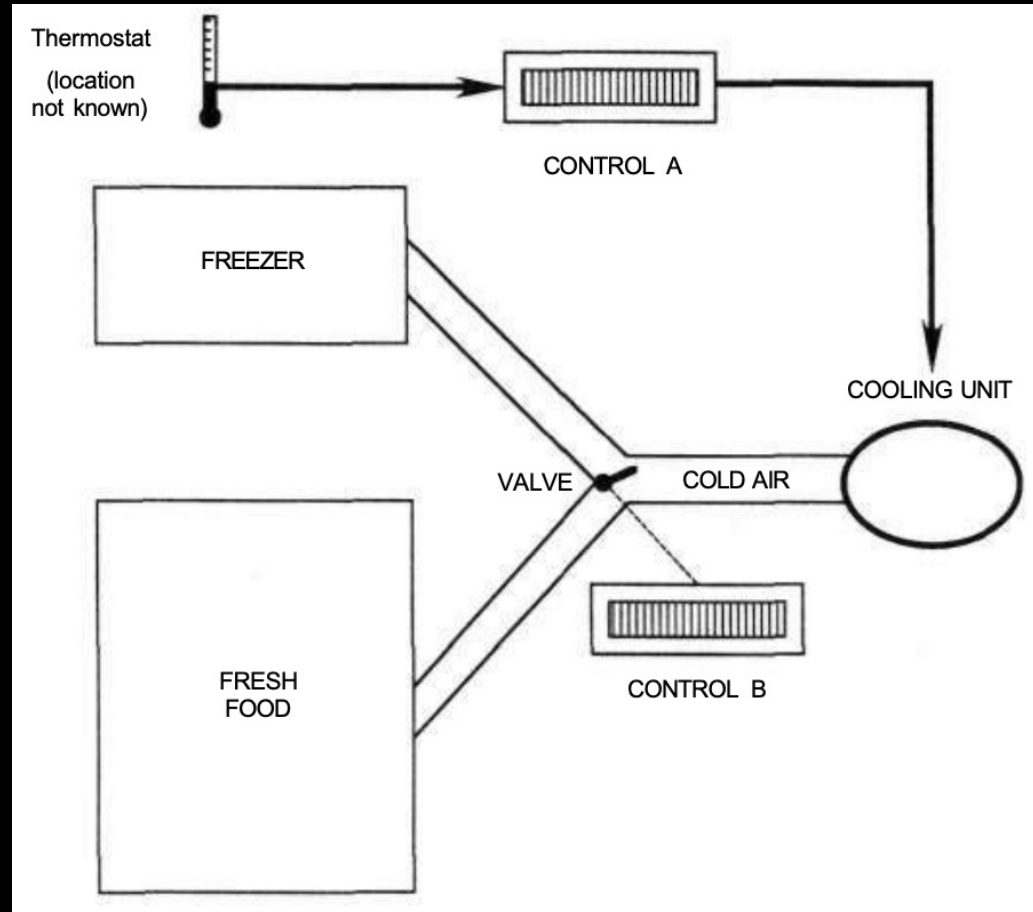 Thermostat
(location
not known)
CONTROL A
FREEZER
COOLING UNIT
VALVE
COLD AIR
FRESH
FOOD
CONTROL B